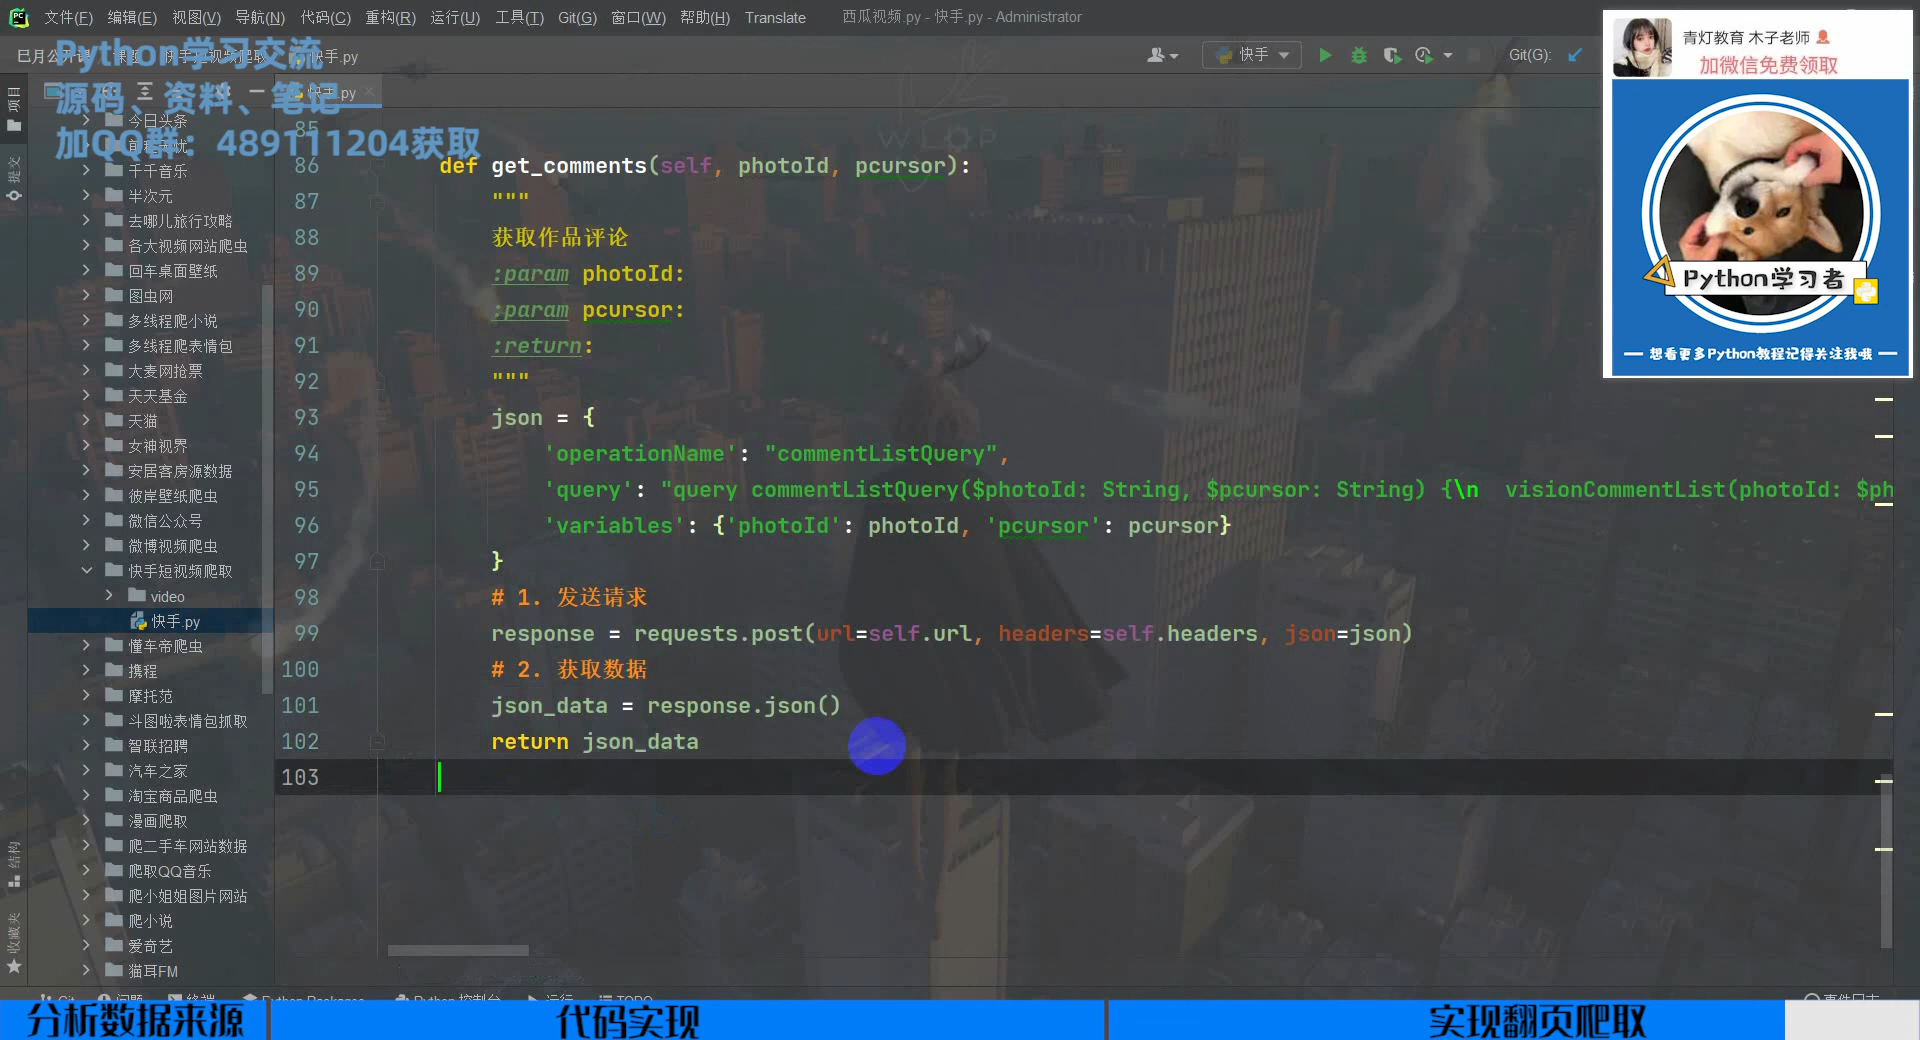 文件(F) 编辑(E) 视图(V) 导航(N) 代码(C) 重构(R) 运行(U) 工具(T) Git(G) 窗口(W) 帮助(H) Translate 西瓜视频.py - 快手.py - Administrator
快手.py
快手
Git(G):
Python学习交流
源码、资料、笔记
加QQ群：489111204获取
快手.py
青灯教育 木子老师
加微信免费领取
Python学习者
— 想看更多Python教程记得关注我哦 —
项目
提交
结构
收藏夹
今日头条
千千音乐
半次元
去哪儿旅行攻略
各大视频网站爬虫
回车桌面壁纸
图虫网
多线程爬小说
多线程爬表情包
大麦网抢票
天天基金
天猫
女神视界
安居客房源数据
彼岸壁纸爬虫
微信公众号
微博视频爬虫
快手短视频爬取
video
快手.py
懂车帝爬虫
携程
摩托范
斗图啦表情包抓取
智联招聘
汽车之家
淘宝商品爬虫
漫画爬取
爬二手车网站数据
爬取QQ音乐
爬小姐姐图片网站
爬小说
爱奇艺
猫耳FM
WLOP
85
86 def get_comments(self, photoId, pcursor):
87 """
88 获取作品评论
89 :param photoId:
90 :param pcursor:
91 :return:
92 """
93 json = {
94 'operationName': "commentListQuery",
95 'query': "query commentListQuery($photoId: String, $pcursor: String) {\n  visionCommentList(photoId: $ph
96 'variables': {'photoId': photoId, 'pcursor': pcursor}
97 }
98 # 1. 发送请求
99 response = requests.post(url=self.url, headers=self.headers, json=json)
100 # 2. 获取数据
101 json_data = response.json()
102 return json_data
103
分析数据来源 代码实现 实现翻页爬取